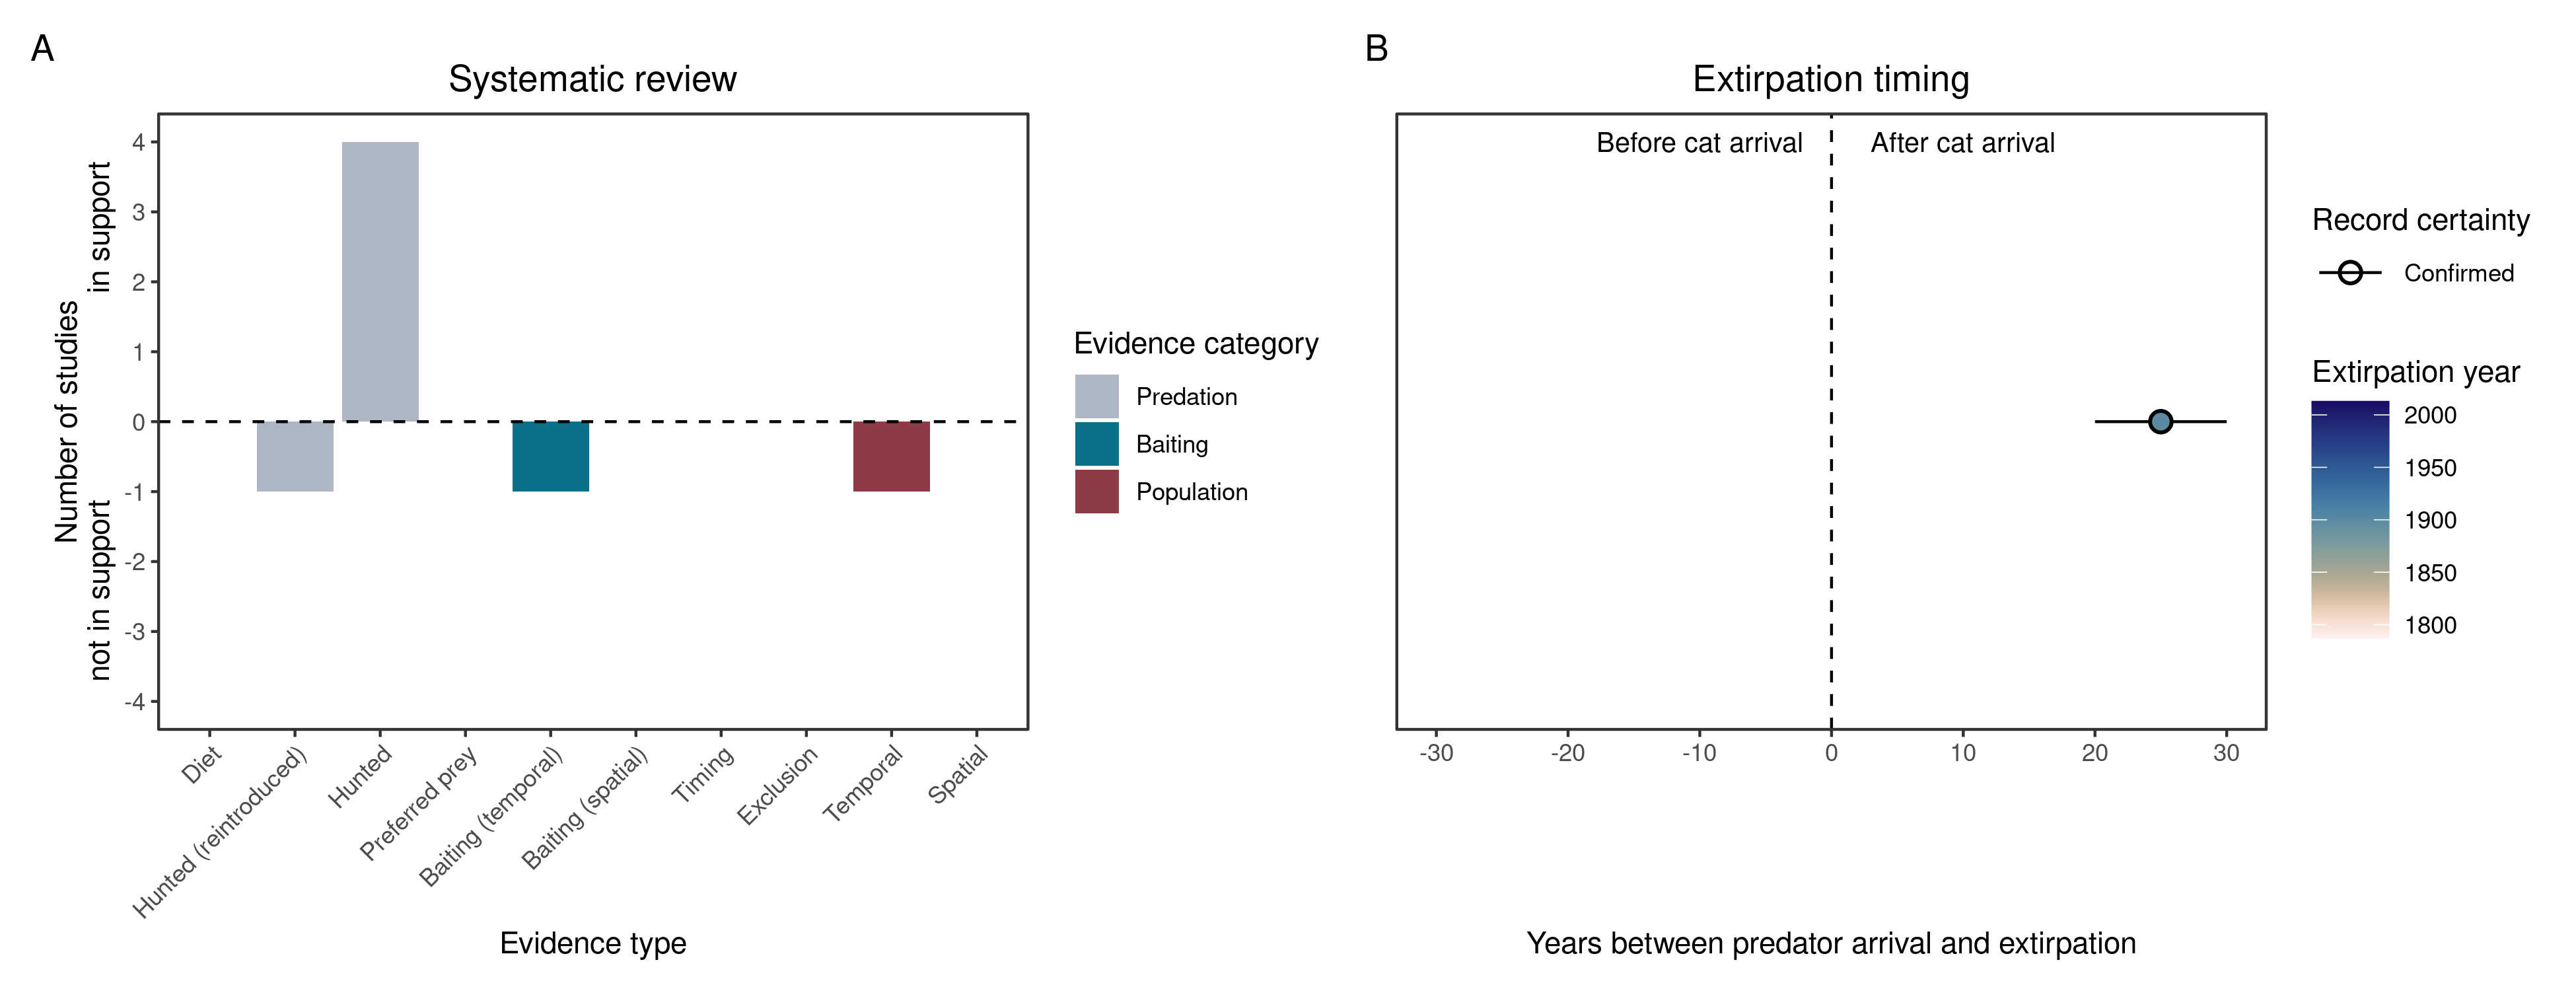 A
Systematic review
Number of studies
not in support in support
4
3
2
1
0
-1
-2
-3
-4
Diet
Hunted (reintroduced)
Hunted
Preferred prey
Baiting (temporal)
Baiting (spatial)
Timing
Exclusion
Temporal
Spatial
Evidence type
Evidence category
Predation
Baiting
Population
B
Extirpation timing
Before cat arrival
After cat arrival
-30
-20
-10
0
10
20
30
Years between predator arrival and extirpation
Record certainty
Confirmed
Extirpation year
2000
1950
1900
1850
1800